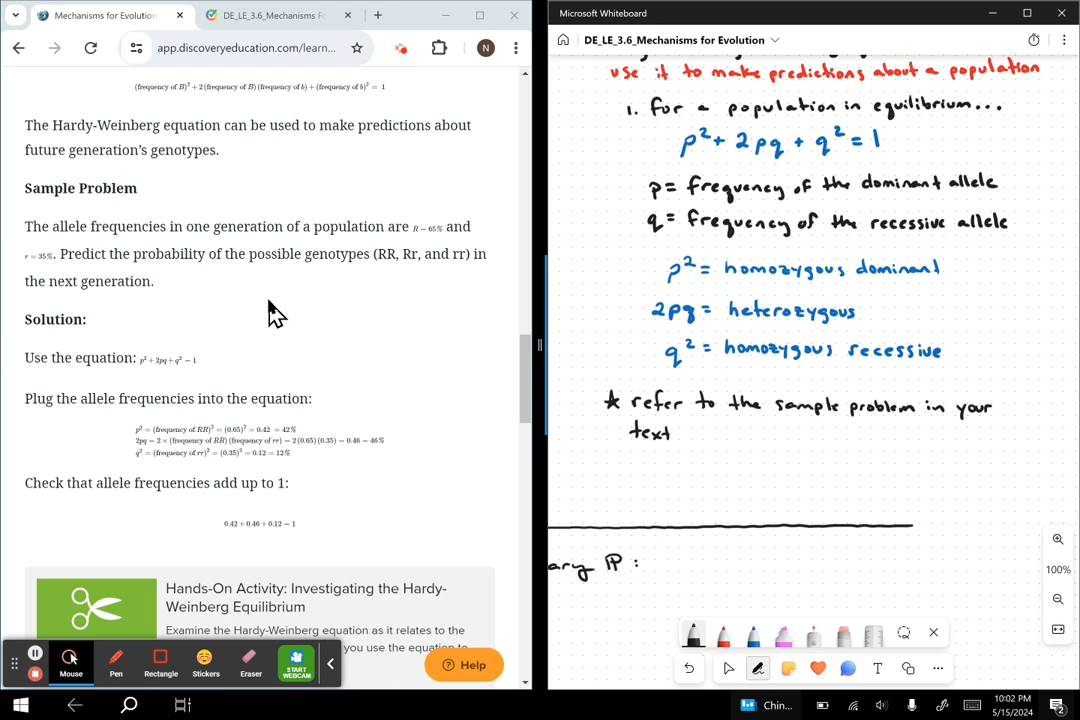 Mechanisms for Evolution
DE_LE_3.6_Mechanisms Fo
app.discoveryeducation.com/learn...
N
(frequency of B)² + 2 (frequency of B) (frequency of b) + (frequency of b)² = 1
The Hardy-Weinberg equation can be used to make predictions about
future generation's genotypes.
Sample Problem
The allele frequencies in one generation of a population are R = 65% and
r = 35%. Predict the probability of the possible genotypes (RR, Rr, and rr) in
the next generation.
Solution:
Use the equation: p² + 2pq + q² = 1
Plug the allele frequencies into the equation:
p² = (frequency of RR)² = (0.65)² = 0.42 = 42%
2pq = 2 × (frequency of RR) (frequency of rr) = 2 (0.65) (0.35) = 0.46 = 46%
q² = (frequency of rr)² = (0.35)² = 0.12 = 12%
Check that allele frequencies add up to 1:
0.42 + 0.46 + 0.12 = 1
Hands-On Activity: Investigating the Hardy-
Weinberg Equilibrium
Examine the Hardy-Weinberg equation as it relates to the
you use the equation to
Mouse
Pen
Rectangle
Stickers
Eraser
START
WEBCAM
Help
Microsoft Whiteboard
DE_LE_3.6_Mechanisms for Evolution
use it to make predictions about a population
1. for a population in equilibrium...
p² + 2pq + q² = 1
p = frequency of the dominant allele
q = frequency of the recessive allele
p² = homozygous dominant
2pq = heterozygous
q² = homozygous recessive
★ refer to the sample problem in your
text
ary IP :
100%
Chin...
10:02 PM
5/15/2024
2